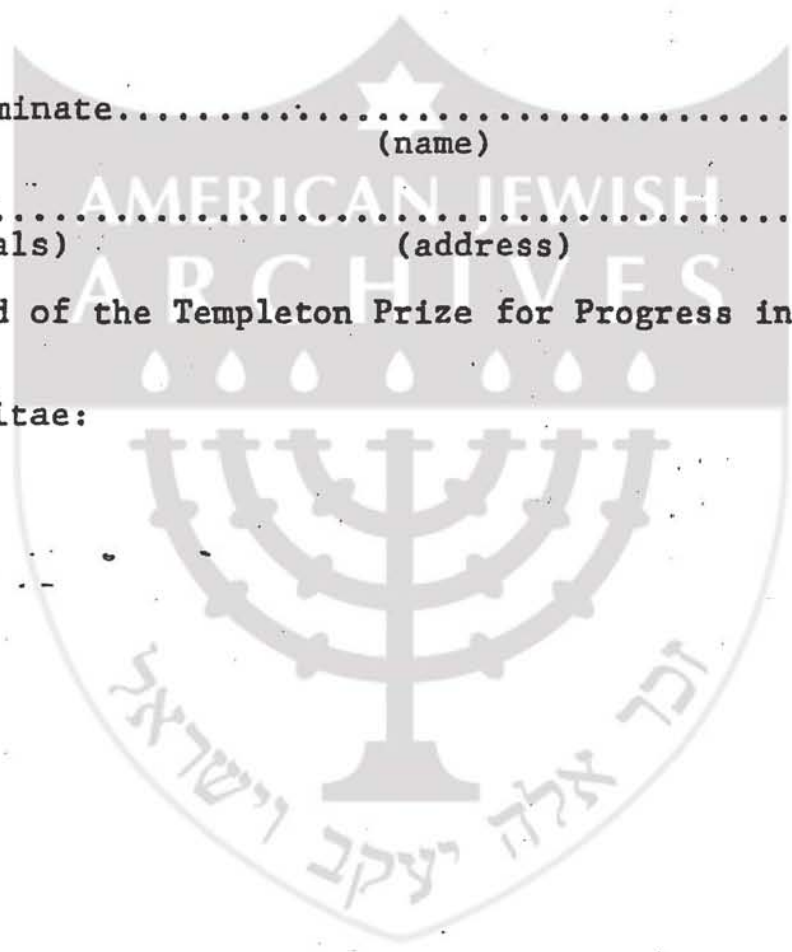 minate..............................................
(name)
AMERICAN JEWISH
als) (address)
ARCHIVES
d of the Templeton Prize for Progress in
itae:
זכר אלה יעקב וישראל